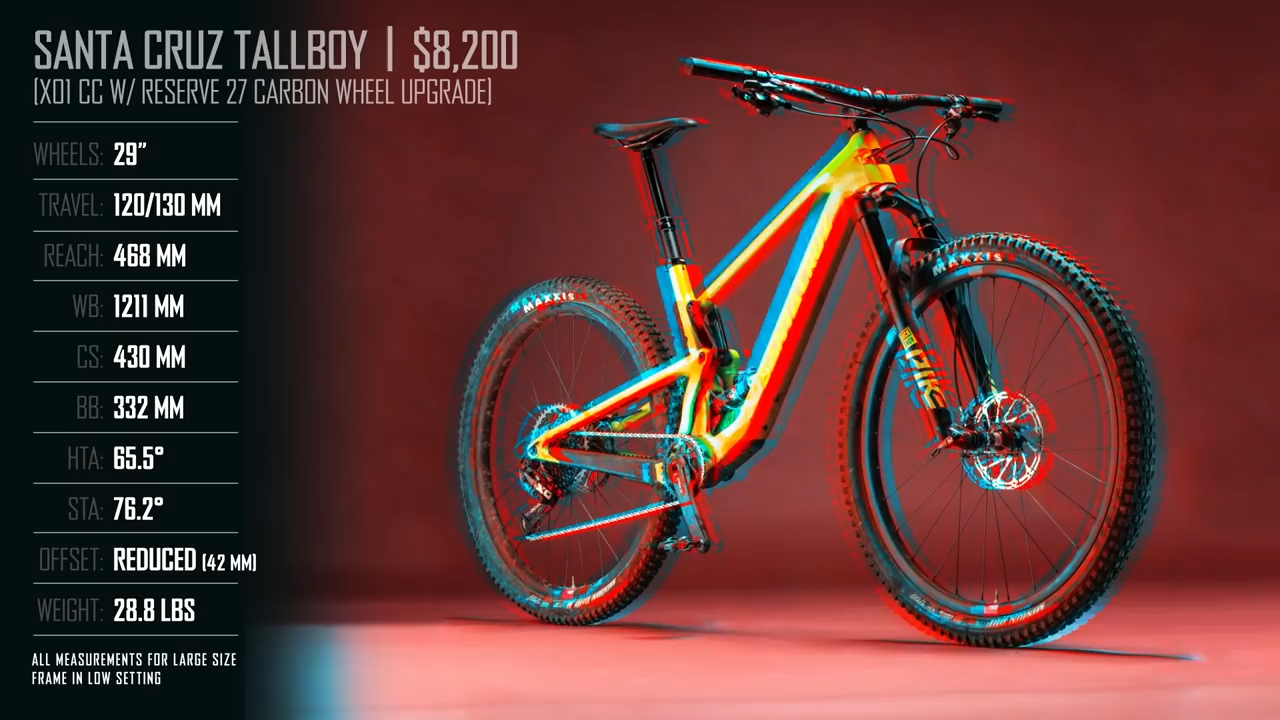 SANTA CRUZ TALLBOY | $8,200
[X01 CC W/ RESERVE 27 CARBON WHEEL UPGRADE]
WHEELS: 29”
TRAVEL: 120/130 MM
REACH: 468 MM
WB: 1211 MM
CS: 430 MM
BB: 332 MM
HTA: 65.5°
STA: 76.2°
OFFSET: REDUCED [42 MM]
WEIGHT: 28.8 LBS
ALL MEASUREMENTS FOR LARGE SIZE
FRAME IN LOW SETTING
MAXXIS
MAXXIS
PIKE